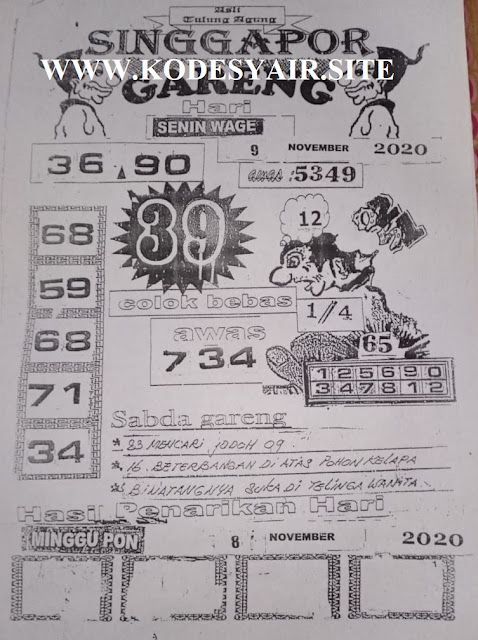 Asli
Tulung Agung
SINGGAPOR
WWW.KODESYAIR.SITE
GARENG
Hari
SENIN WAGE
9 NOVEMBER 2020
36 90
awas :5349
39
12
68
59
68
71
34
colok bebas
1/4
awas
734
65
125690
347812
Sabda gareng
* 83 MENCARI JODOH 09.
* 16. BETERBANGAN DI ATAS POHON KELAPA
* BINATANGNYA SUKA DI TELINGA WANITA
Hasil Penarikan Hari
MINGGU PON
8 NOVEMBER 2020